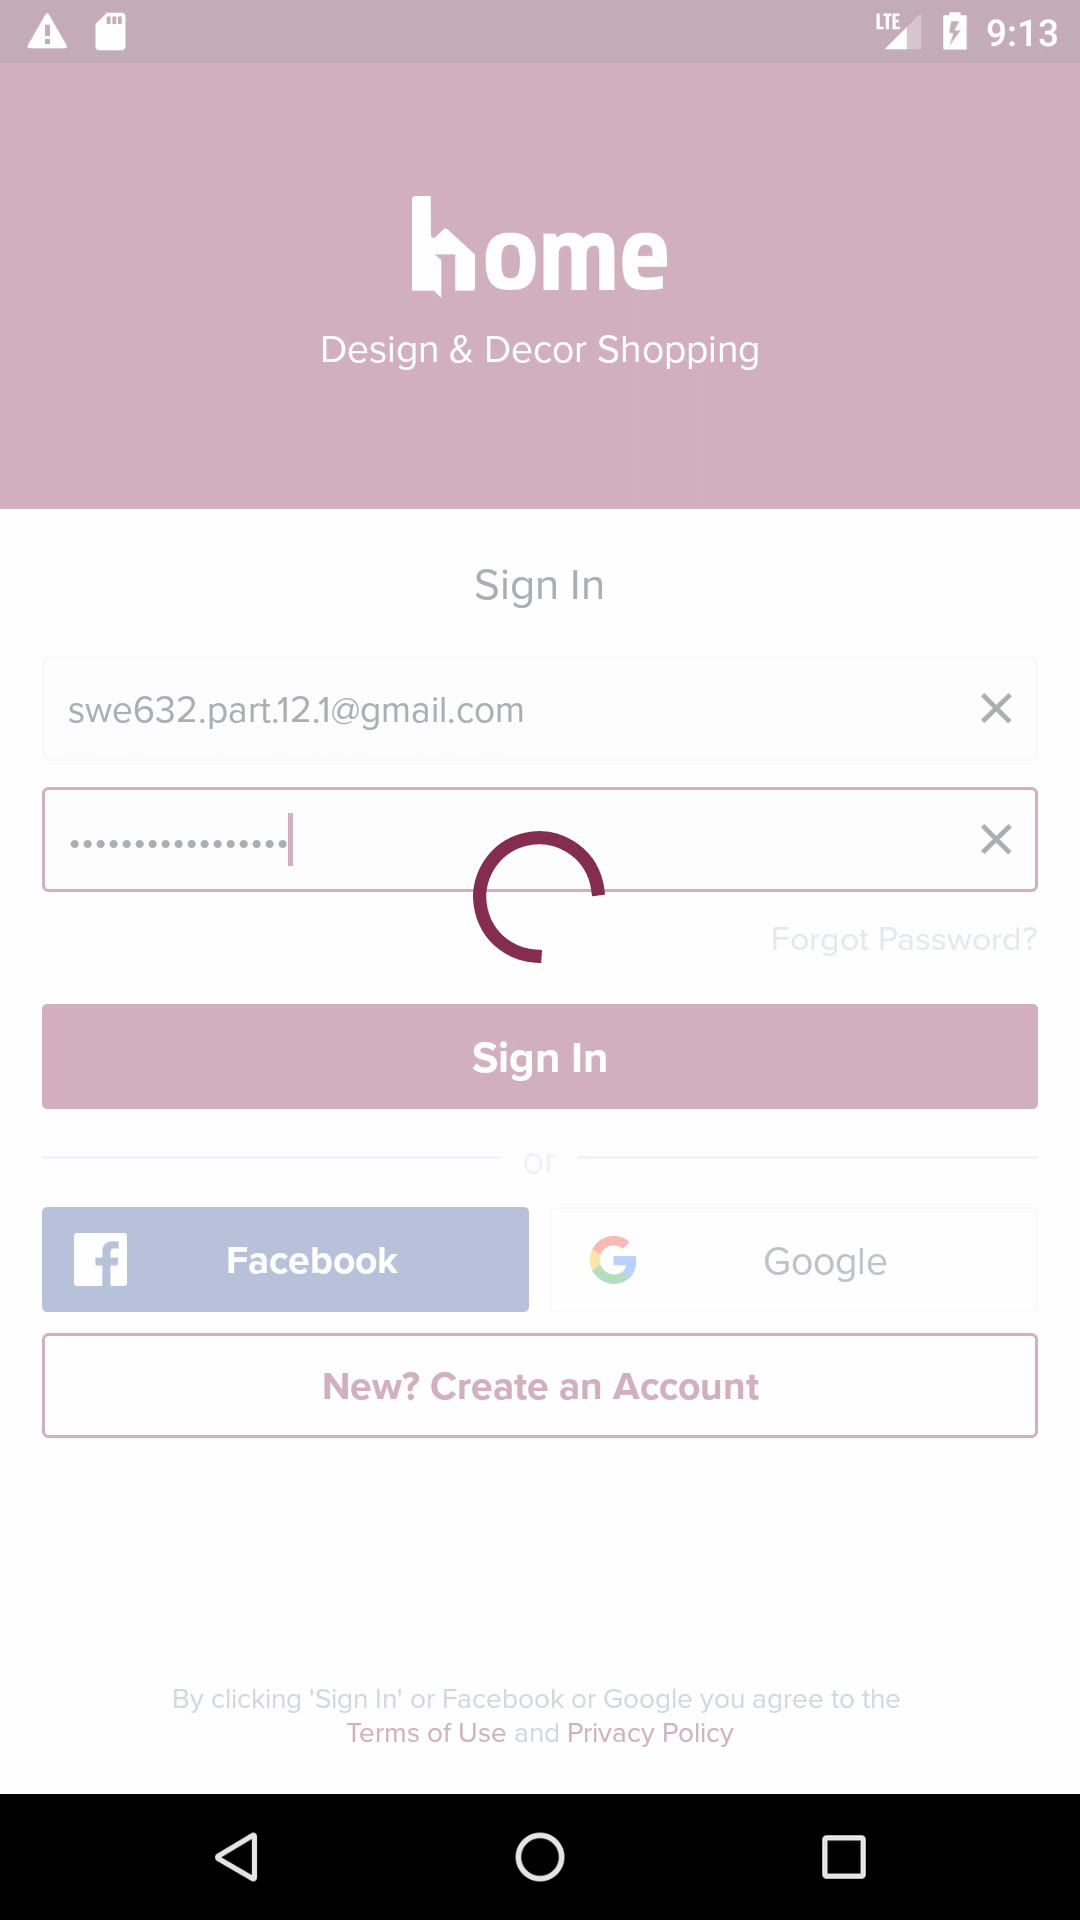 LTE 9:13
home
Design & Decor Shopping
Sign In
swe632.part.12.1@gmail.com
•••••••••••••••••
Forgot Password?
Sign In
or
Facebook
Google
New? Create an Account
By clicking 'Sign In' or Facebook or Google you agree to the
Terms of Use and Privacy Policy